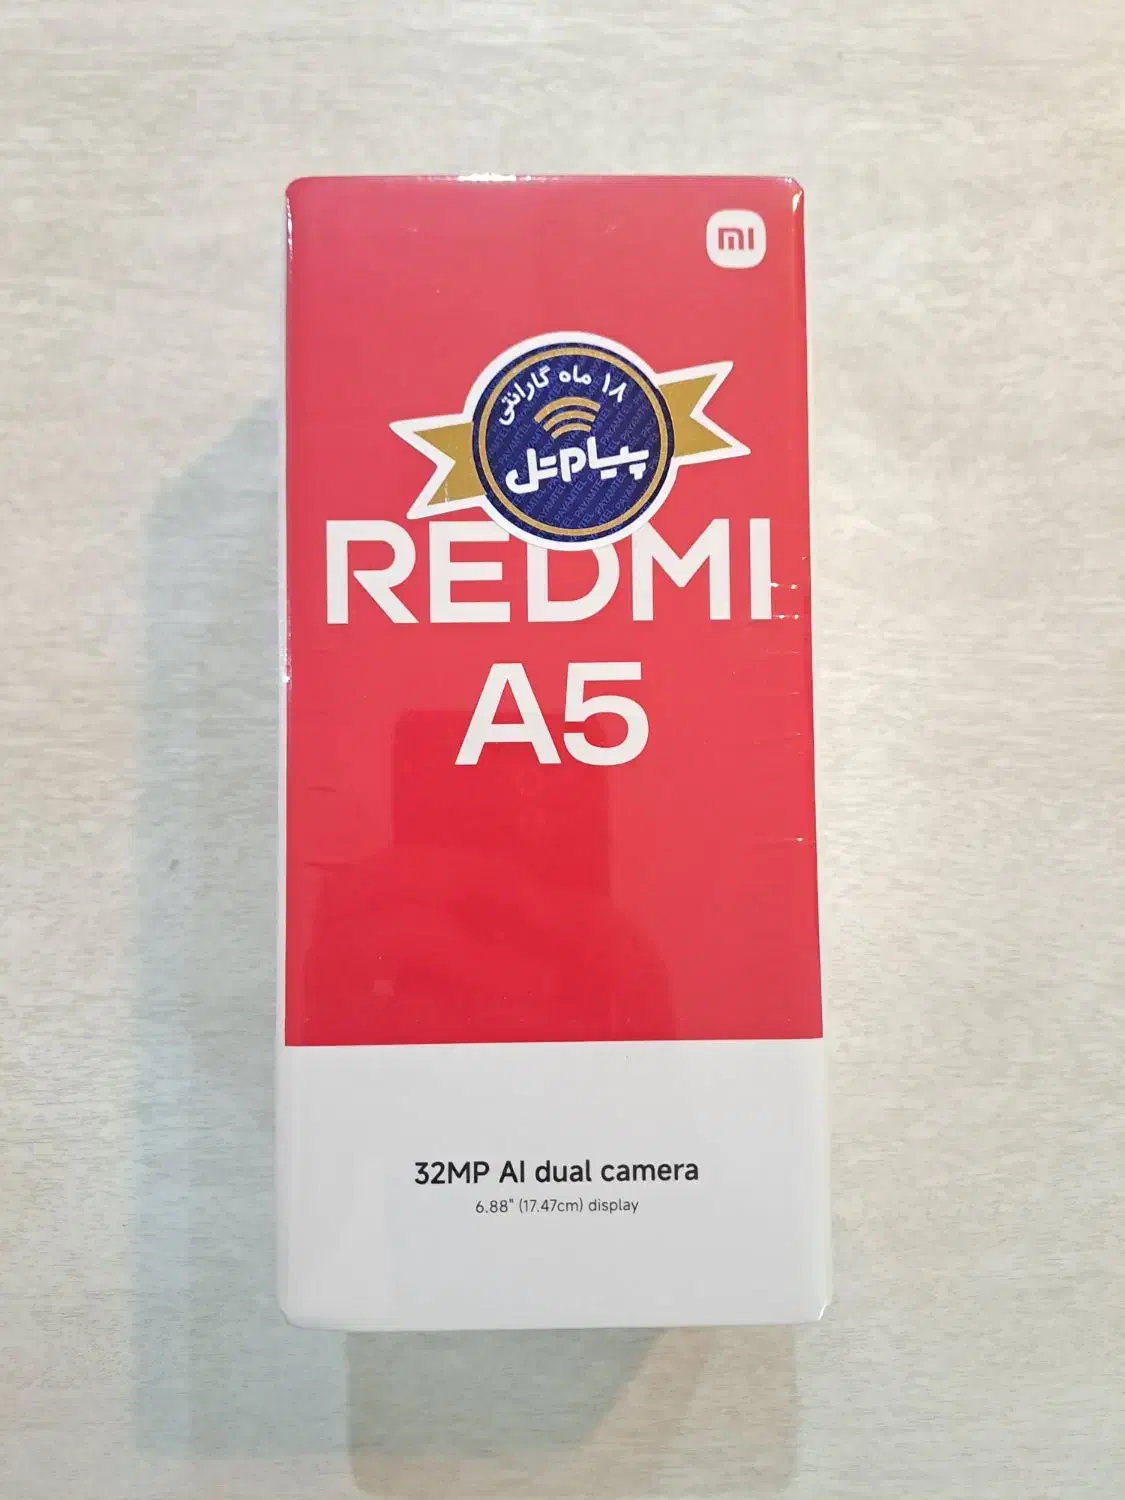 mi
۱۸ ماه گارانتی
پیام‌تل
REDMI
A5
32MP AI dual camera
6.88" (17.47cm) display